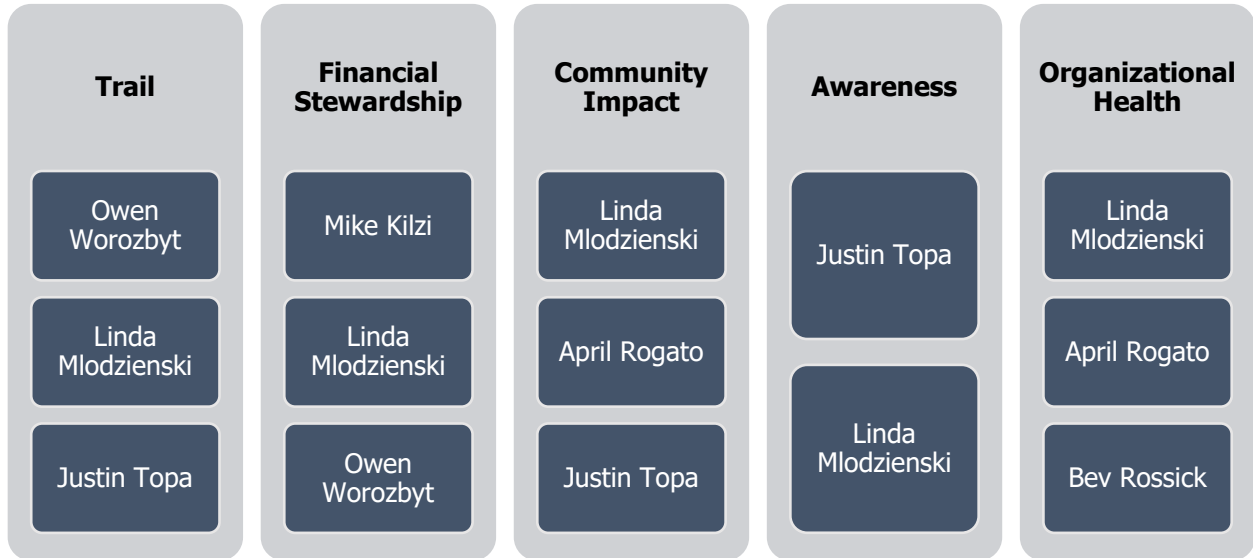 Trail
Owen
Worozbyt
Linda
Mlodzienski
Justin Topa
Financial
Stewardship
Mike Kilzi
Linda
Mlodzienski
Owen
Worozbyt
Community
Impact
Linda
Mlodzienski
April Rogato
Justin Topa
Awareness
Justin Topa
Linda
Mlodzienski
Organizational
Health
Linda
Mlodzienski
April Rogato
Bev Rossick